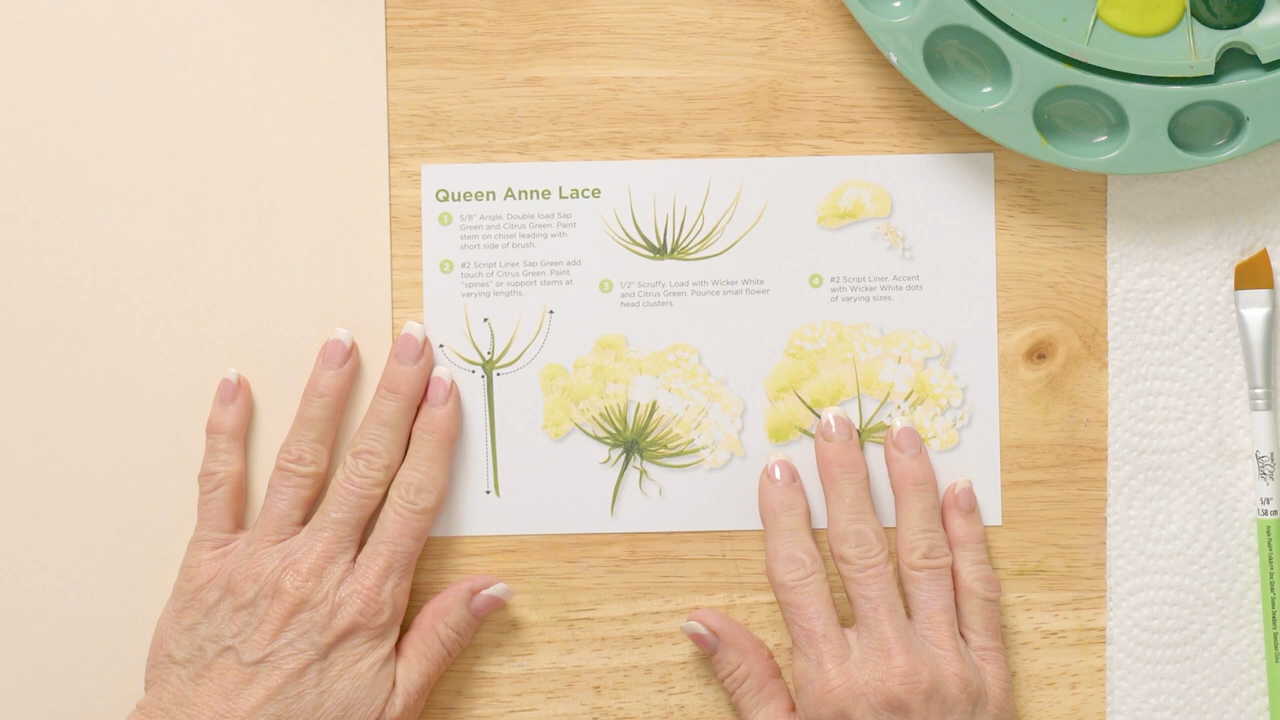 Queen Anne Lace
1
5/8" Angle. Double load Sap
Green and Citrus Green. Paint
stem on chisel leading with
short side of brush.
2
#2 Script Liner. Sap Green add
touch of Citrus Green. Paint
"spines" or support stems at
varying lengths.
3
1/2" Scruffy. Load with Wicker White
and Citrus Green. Pounce small flower
head clusters.
4
#2 Script Liner. Accent
with Wicker White dots
of varying sizes.
One
Stroke
5/8"
1.58 cm